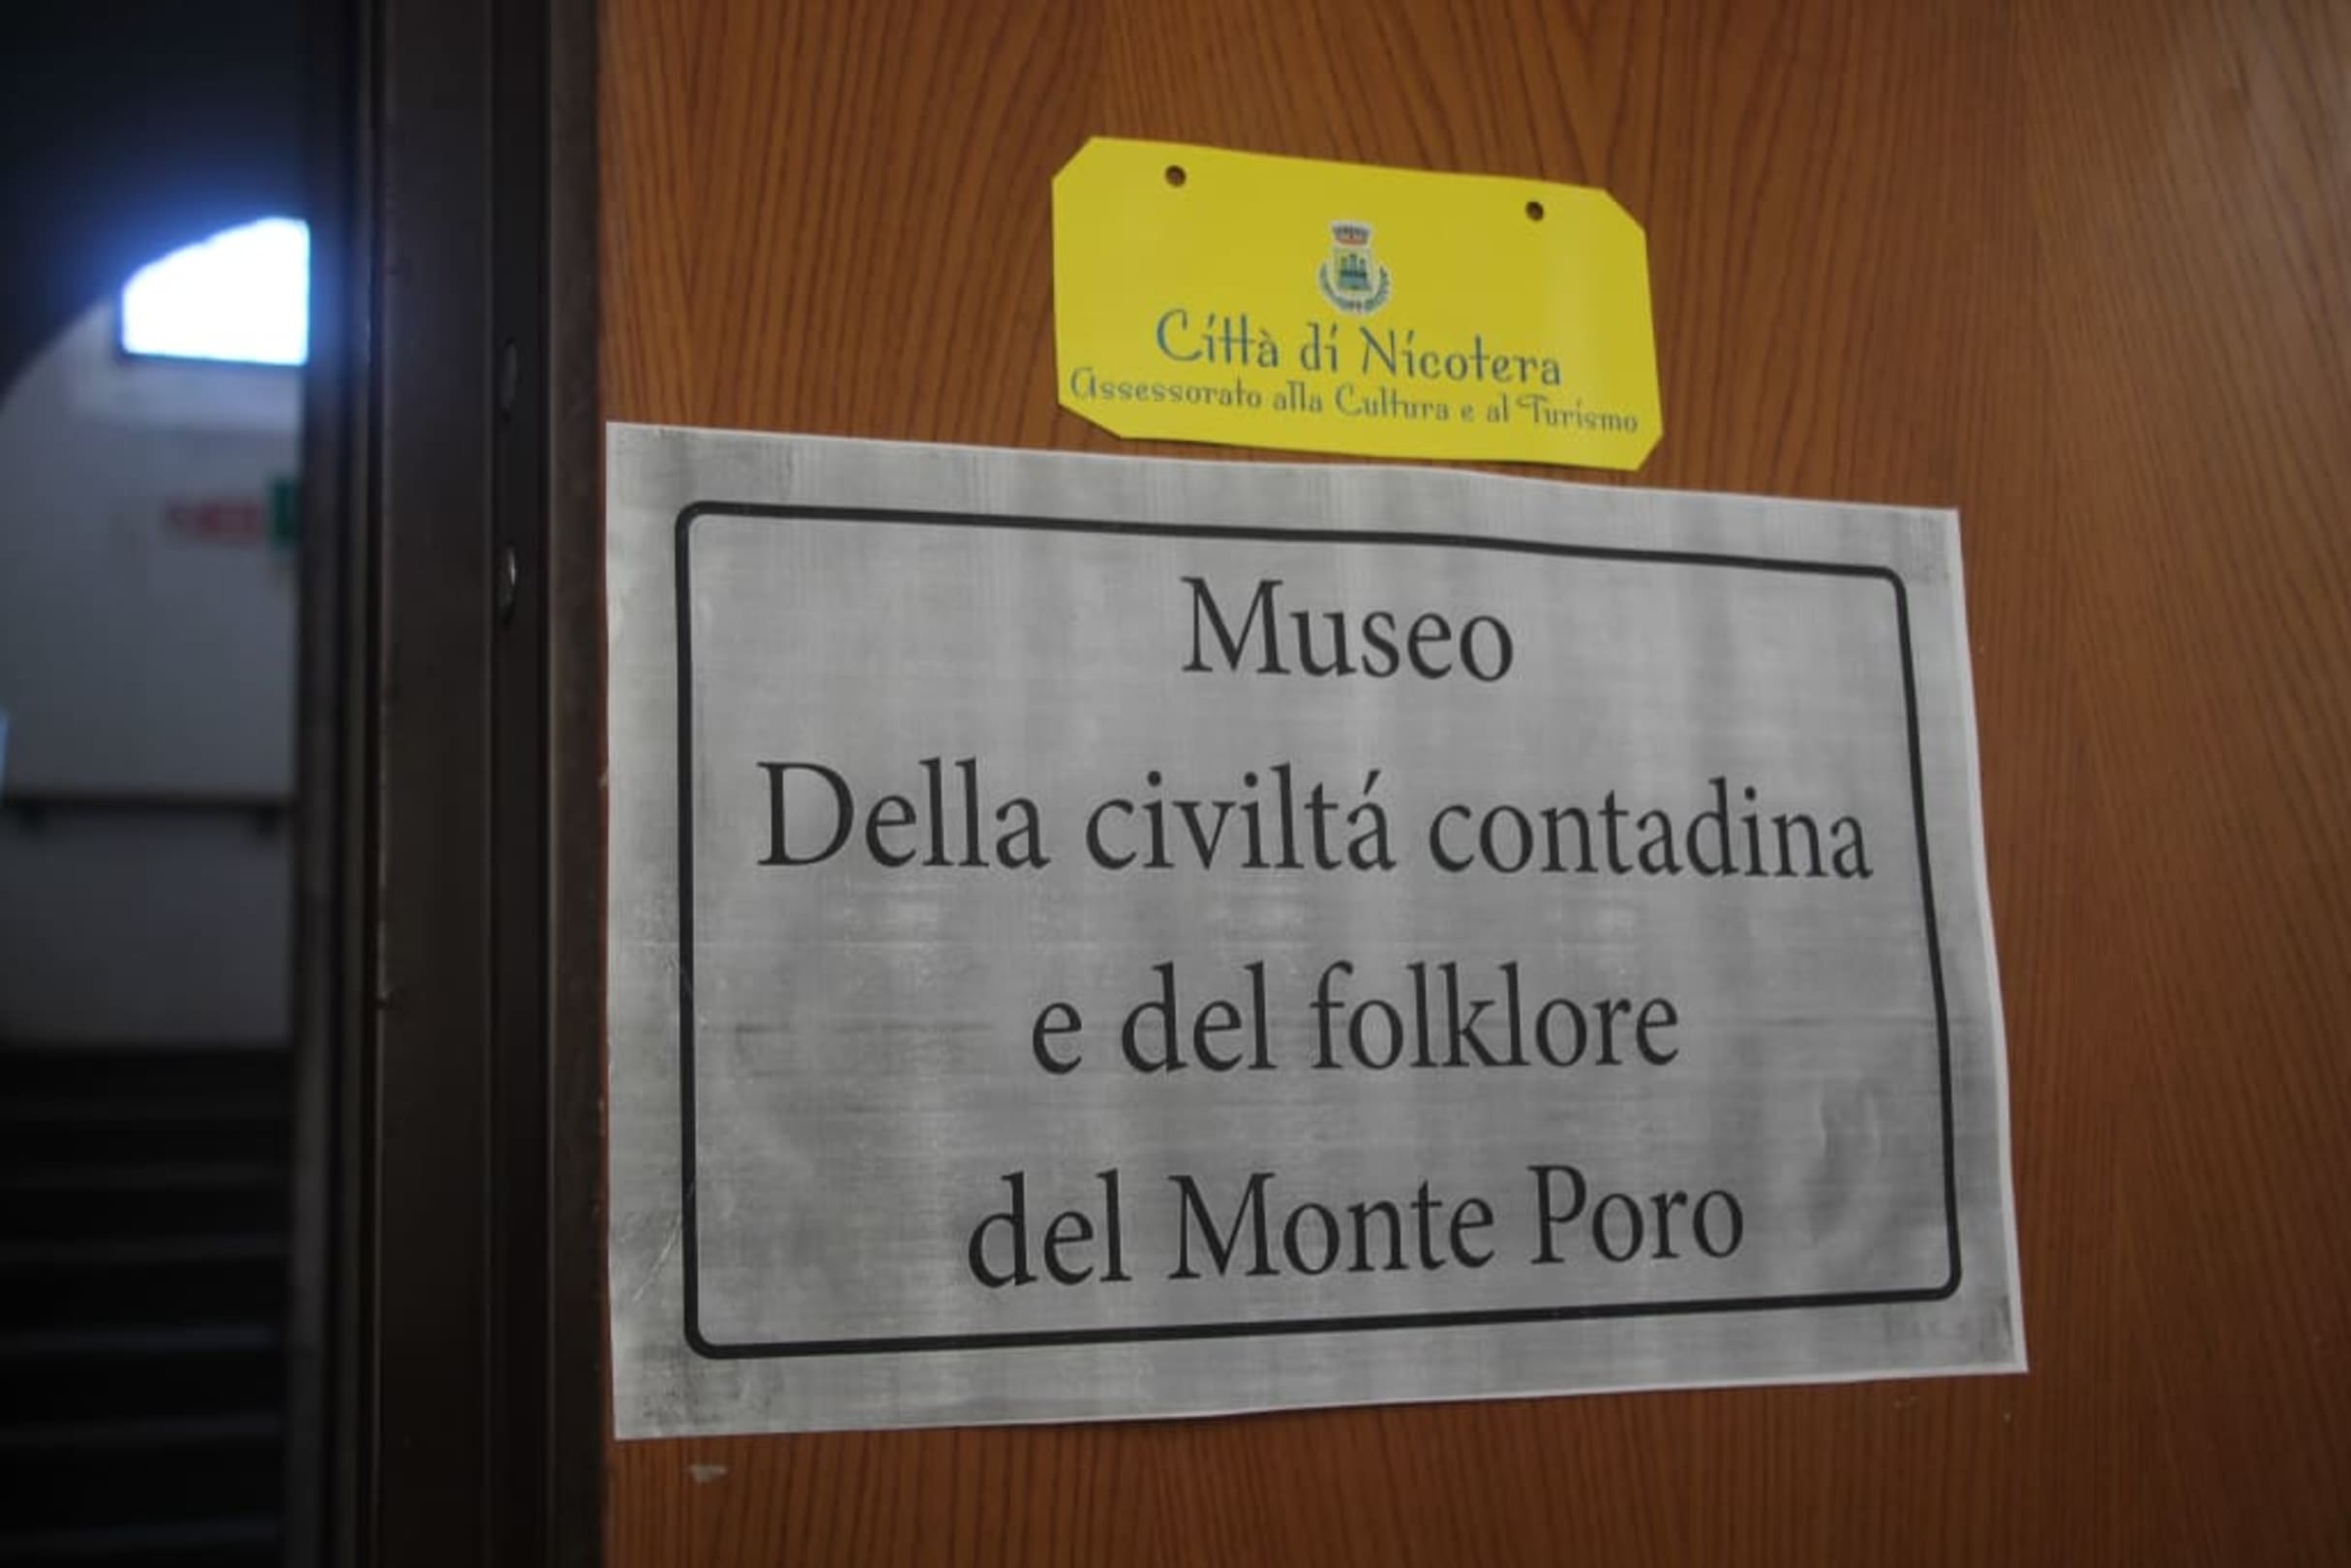 Città di Nicotera
Assessorato alla Cultura e al Turismo
Museo
Della civiltá contadina
e del folklore
del Monte Poro